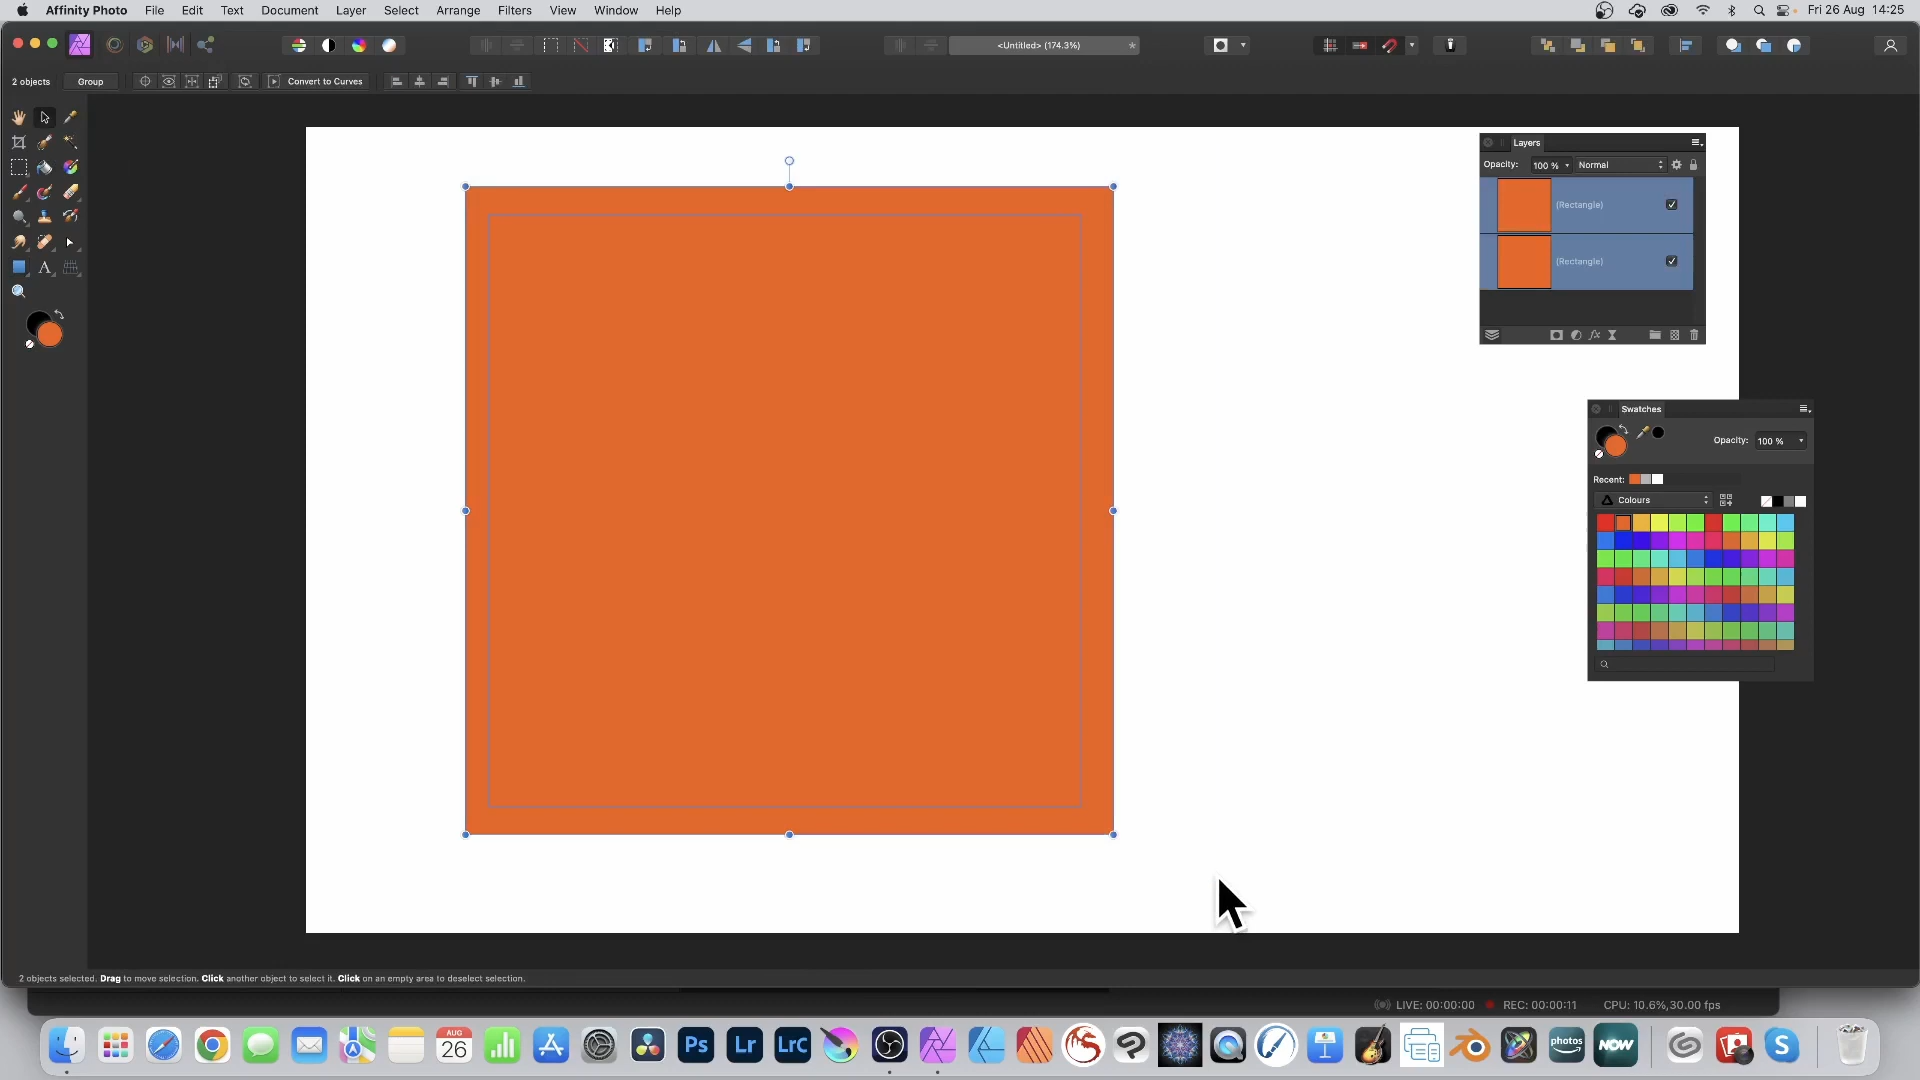 Affinity Photo File Edit Text Document Layer Select Arrange Filters View Window Help Fri 26 Aug 14:25
<Untitled> (174.3%)
2 objects Group Convert to Curves
Layers
Opacity: 100 % Normal
(Rectangle)
(Rectangle)
fx
A
Swatches
Opacity: 100 %
Recent:
Colours
2 objects selected. Drag to move selection. Click another object to select it. Click on an empty area to deselect selection.
LIVE: 00:00:00 REC: 00:00:11 CPU: 10.6%,30.00 fps
AUG
26
Ps
Lr
LrC
photos
NOW
S